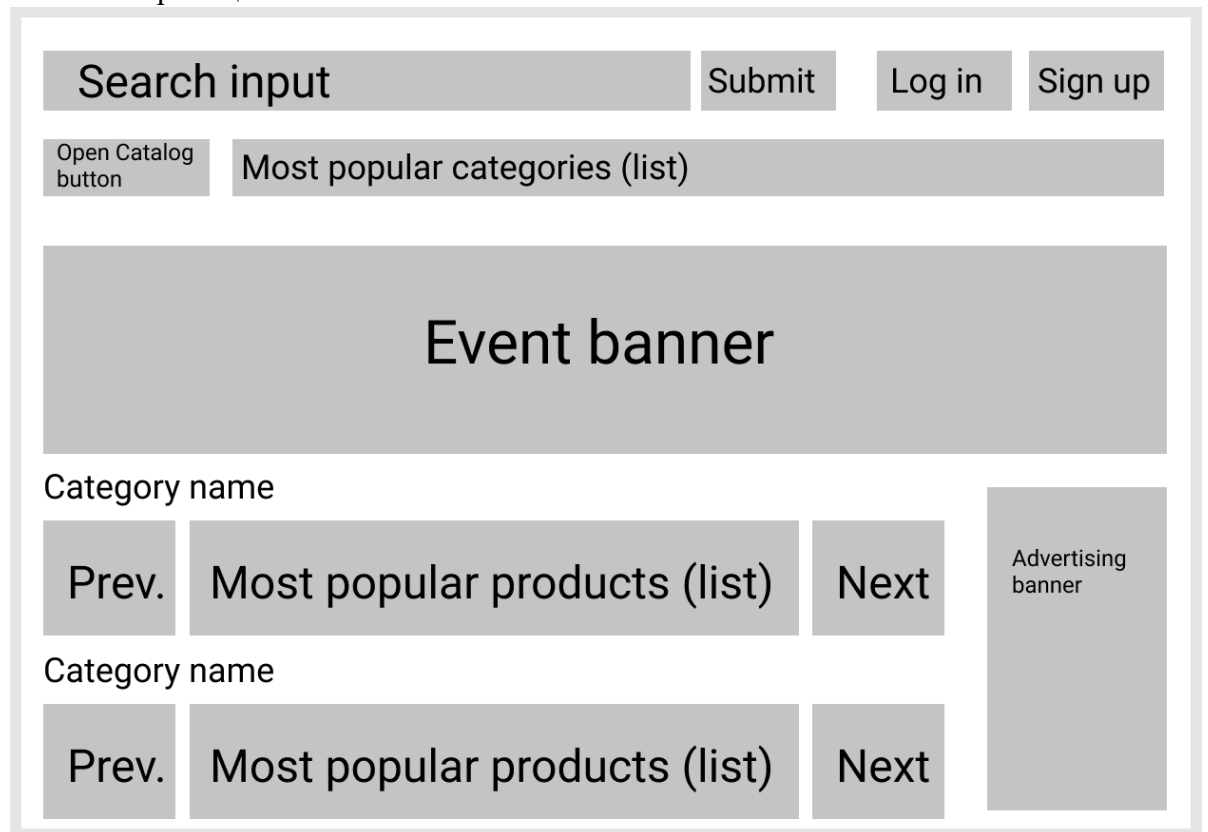 Search input
Submit
Log in
Sign up
Open Catalog
button
Most popular categories (list)
Event banner
Category name
Prev.
Most popular products (list)
Next
Advertising
banner
Category name
Prev.
Most popular products (list)
Next